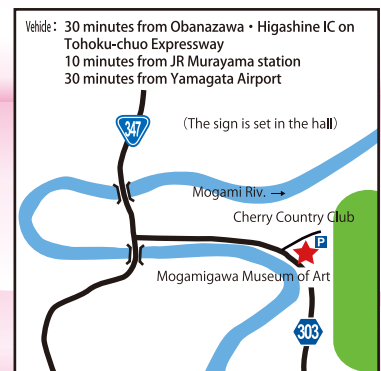 Vehide: 30 minutes from Obanazawa・Higashine IC on
Tohoku-chuo Expressway
10 minutes from JR Murayama station
30 minutes from Yamagata Airport
347
(The sign is set in the hall)
Mogami Riv. →
Cherry Country Club
P
Mogamigawa Museum of Art
303